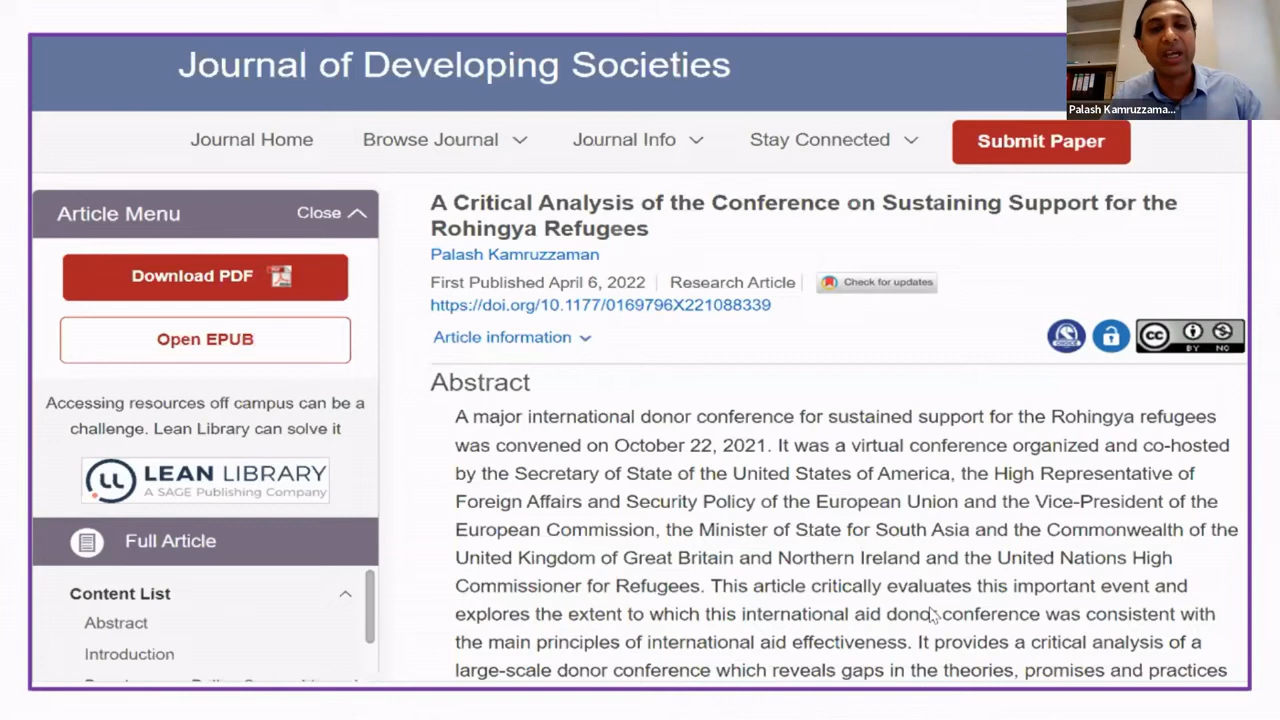 Journal of Developing Societies
Palash Kamruzzama...
Journal Home Browse Journal Journal Info Stay Connected Submit Paper
Article Menu Close
Download PDF
Open EPUB
Accessing resources off campus can be a
challenge. Lean Library can solve it
LEAN LIBRARY
A SAGE Publishing Company
Full Article
Content List
Abstract
Introduction
A Critical Analysis of the Conference on Sustaining Support for the
Rohingya Refugees
Palash Kamruzzaman
First Published April 6, 2022 Research Article Check for updates
https://doi.org/10.1177/0169796X221088339
Article information
CC BY NC
Abstract
A major international donor conference for sustained support for the Rohingya refugees
was convened on October 22, 2021. It was a virtual conference organized and co-hosted
by the Secretary of State of the United States of America, the High Representative of
Foreign Affairs and Security Policy of the European Union and the Vice-President of the
European Commission, the Minister of State for South Asia and the Commonwealth of the
United Kingdom of Great Britain and Northern Ireland and the United Nations High
Commissioner for Refugees. This article critically evaluates this important event and
explores the extent to which this international aid donor conference was consistent with
the main principles of international aid effectiveness. It provides a critical analysis of a
large-scale donor conference which reveals gaps in the theories, promises and practices